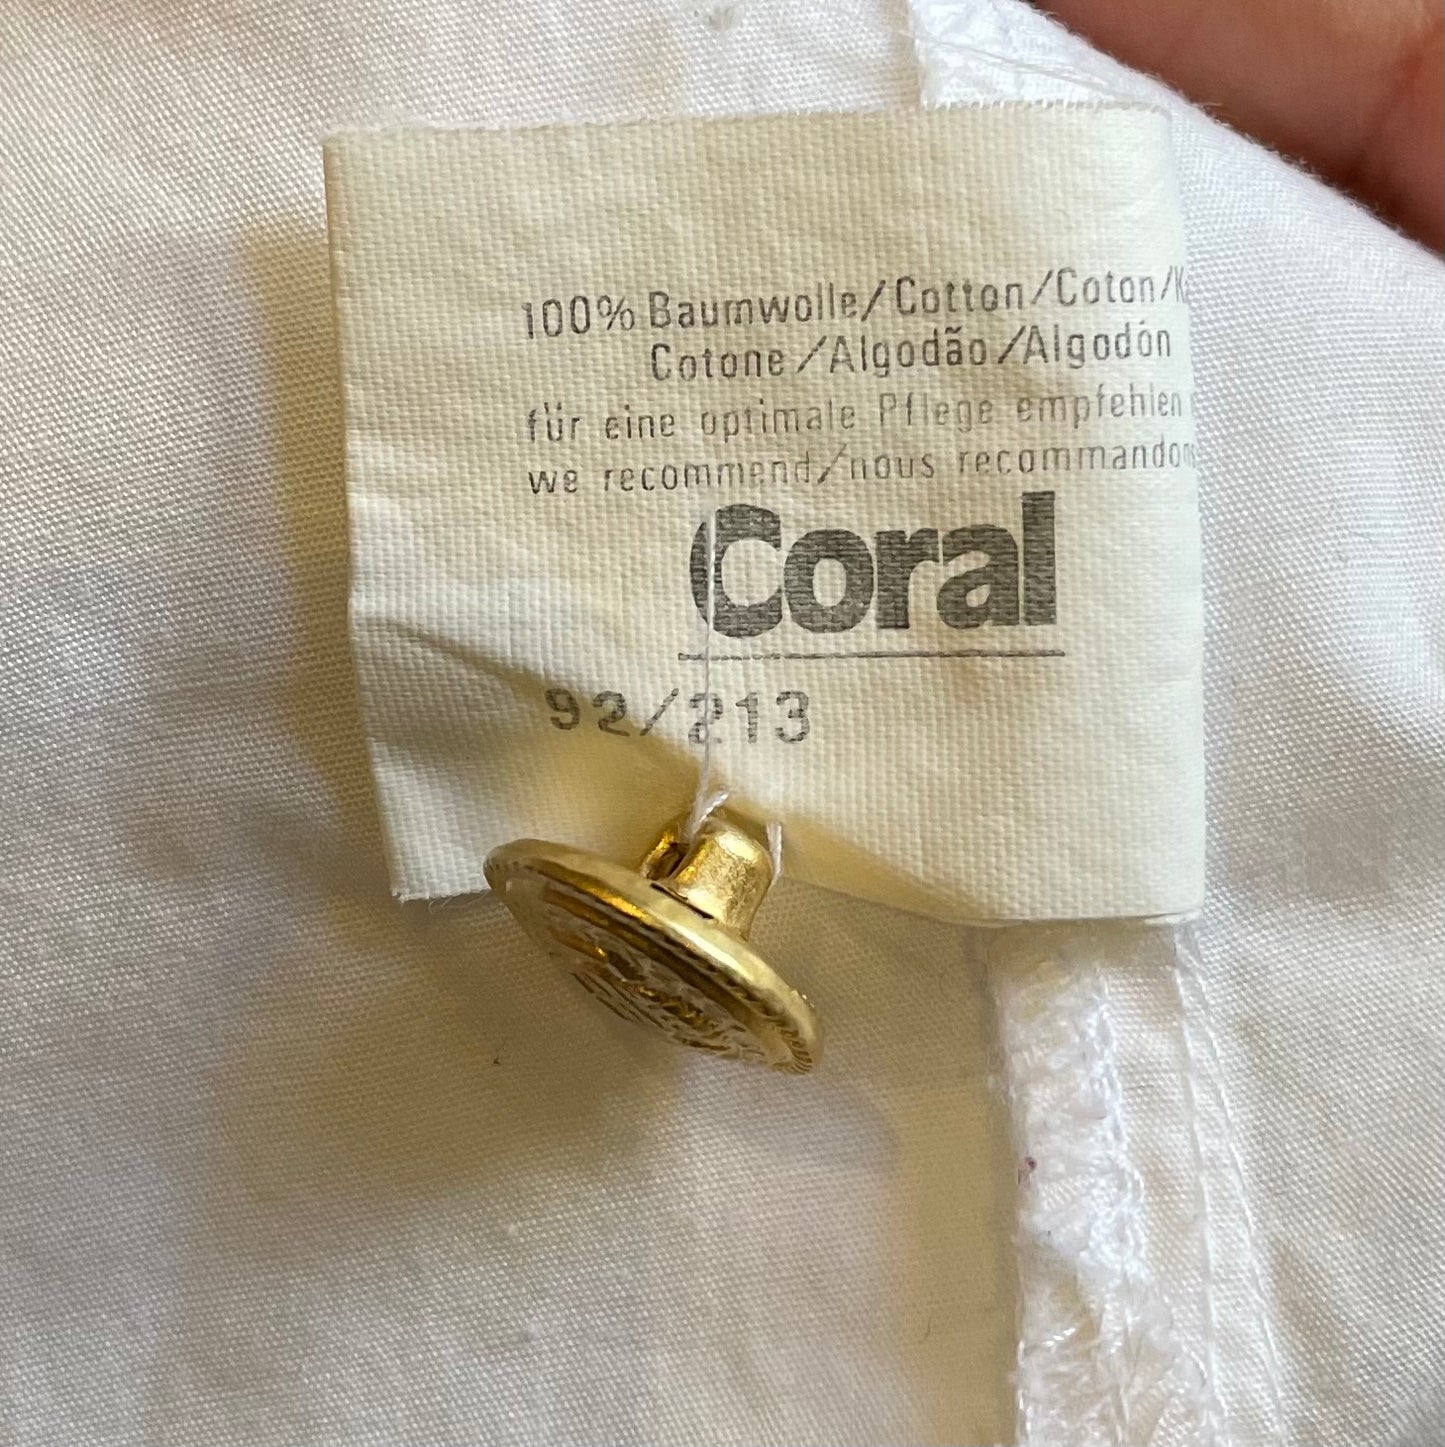 100% Baumwolle/Cotton/Coton/
Cotone/Algodão/Algodón
für eine optimale Pflege empfehlen
we recommend/nous recommandons
Coral
92/213